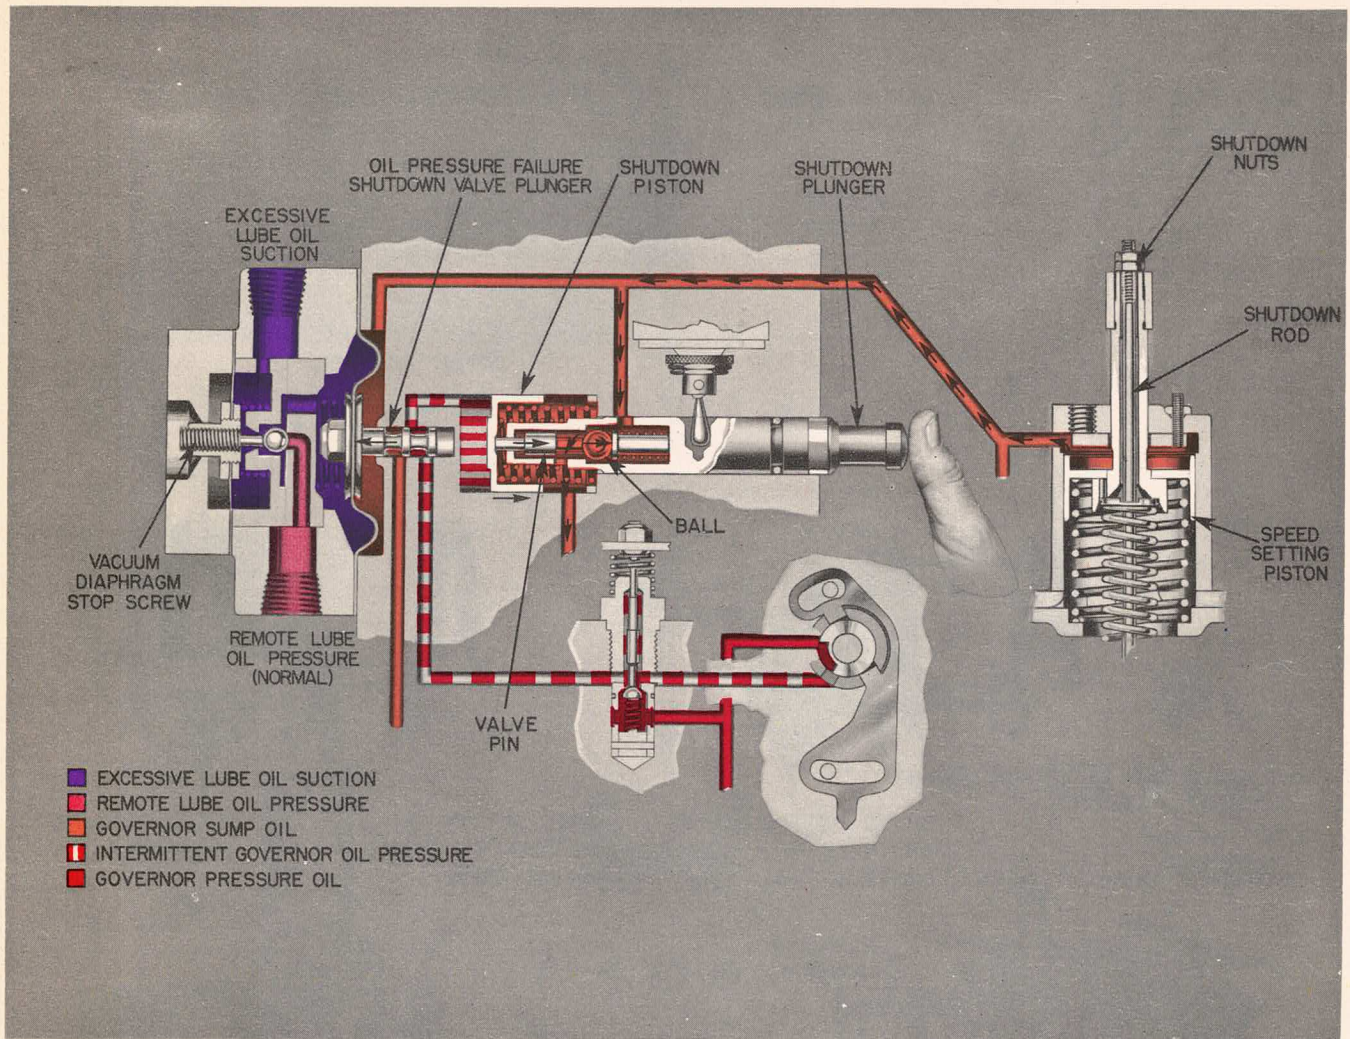 SHUTDOWN
NUTS
OIL PRESSURE FAILURE
SHUTDOWN VALVE PLUNGER
SHUTDOWN
PISTON
SHUTDOWN
PLUNGER
EXCESSIVE
LUBE OIL
SUCTION
SHUTDOWN
ROD
BALL
SPEED
SETTING
PISTON
VACUUM
DIAPHRAGM
STOP SCREW
REMOTE LUBE
OIL PRESSURE
(NORMAL)
VALVE
PIN
EXCESSIVE LUBE OIL SUCTION
REMOTE LUBE OIL PRESSURE
GOVERNOR SUMP OIL
INTERMITTENT GOVERNOR OIL PRESSURE
GOVERNOR PRESSURE OIL